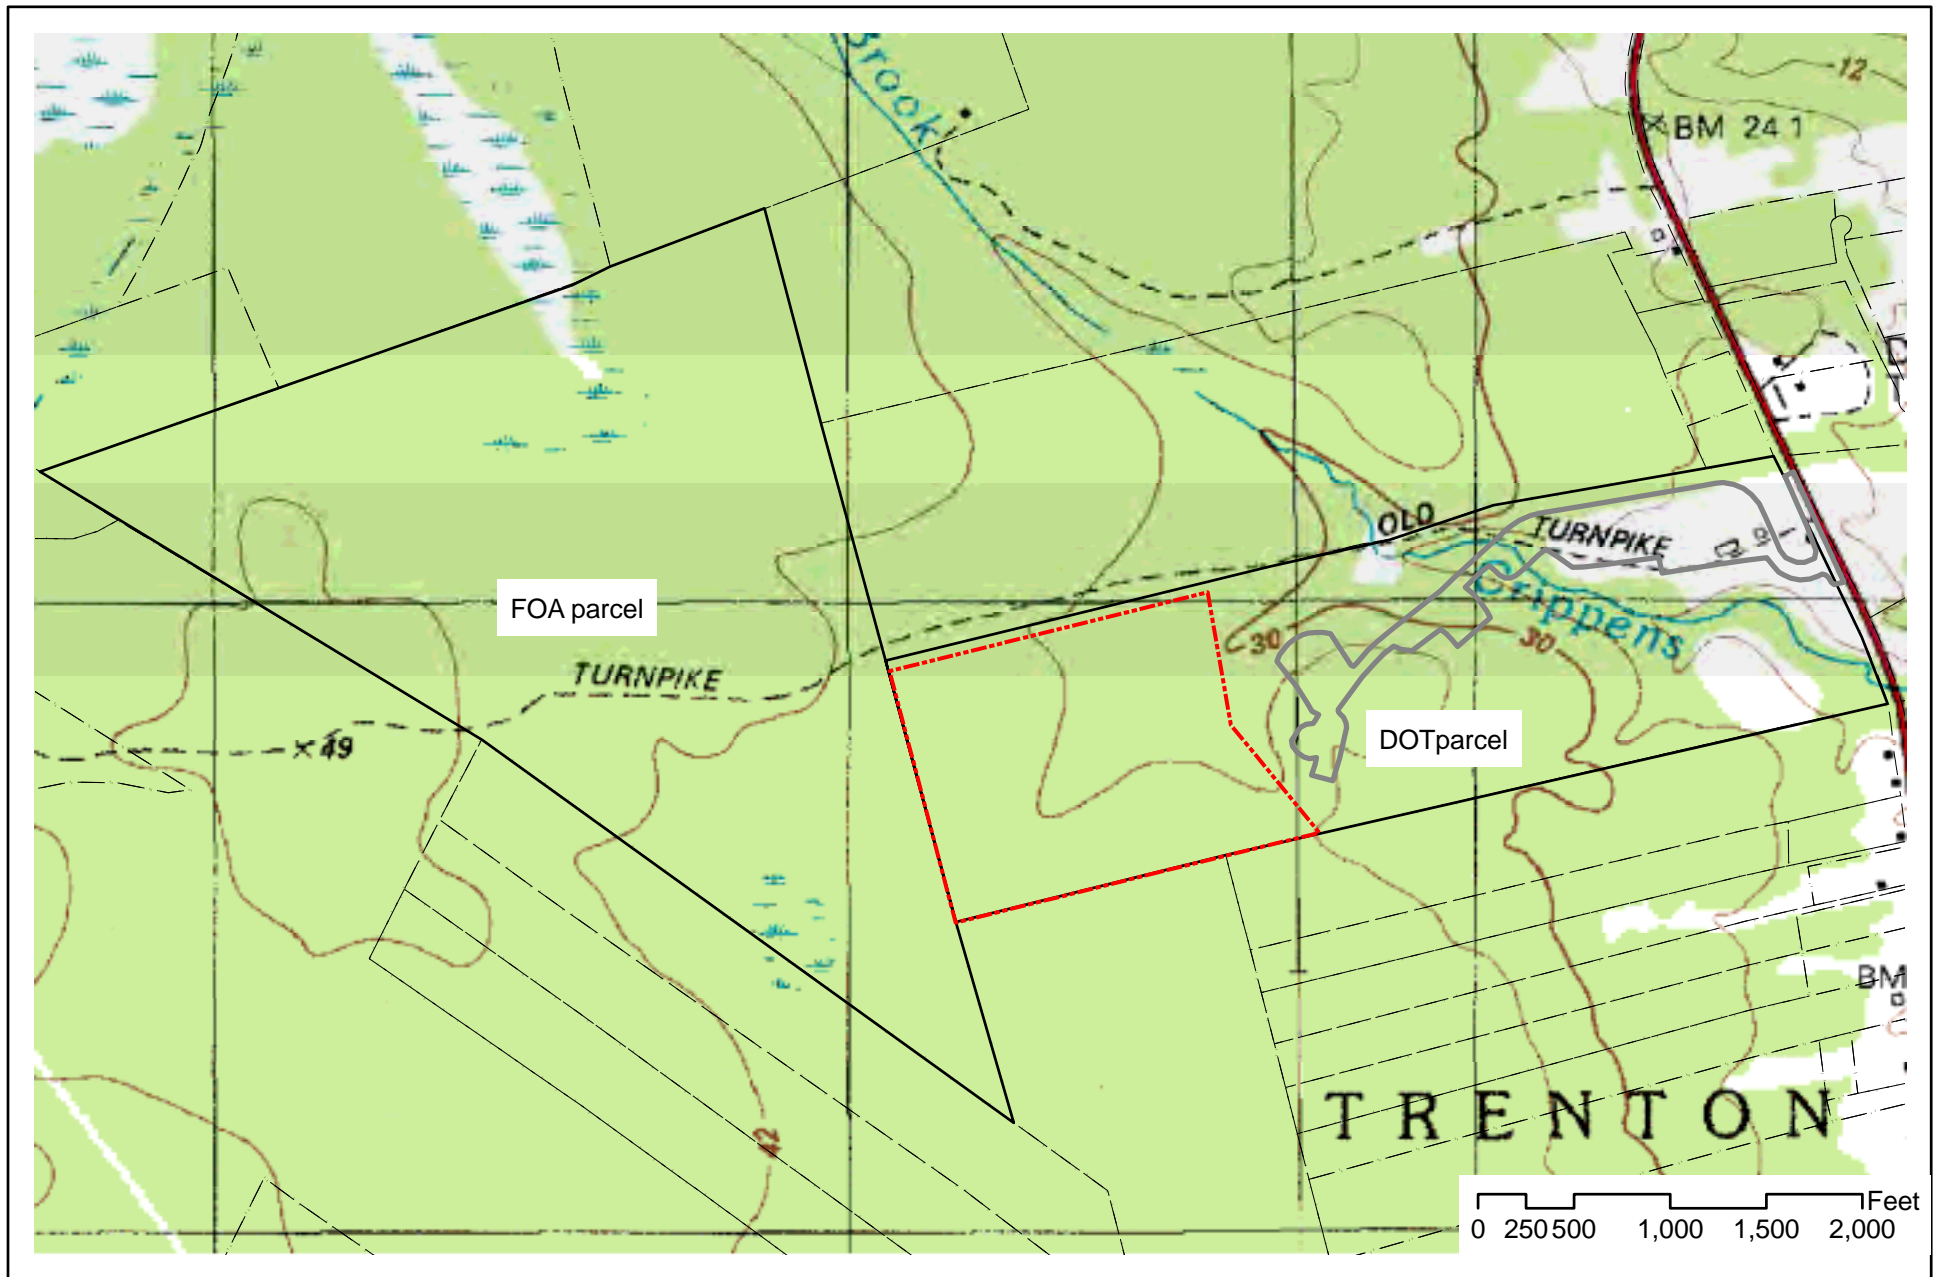 Brook
12
BM 24 1
OLD
TURNPIKE
Crippens
FOA parcel
30
30
TURNPIKE
49
DOTparcel
BM
42
TRENTON
Feet
0 250 500 1,000 1,500 2,000